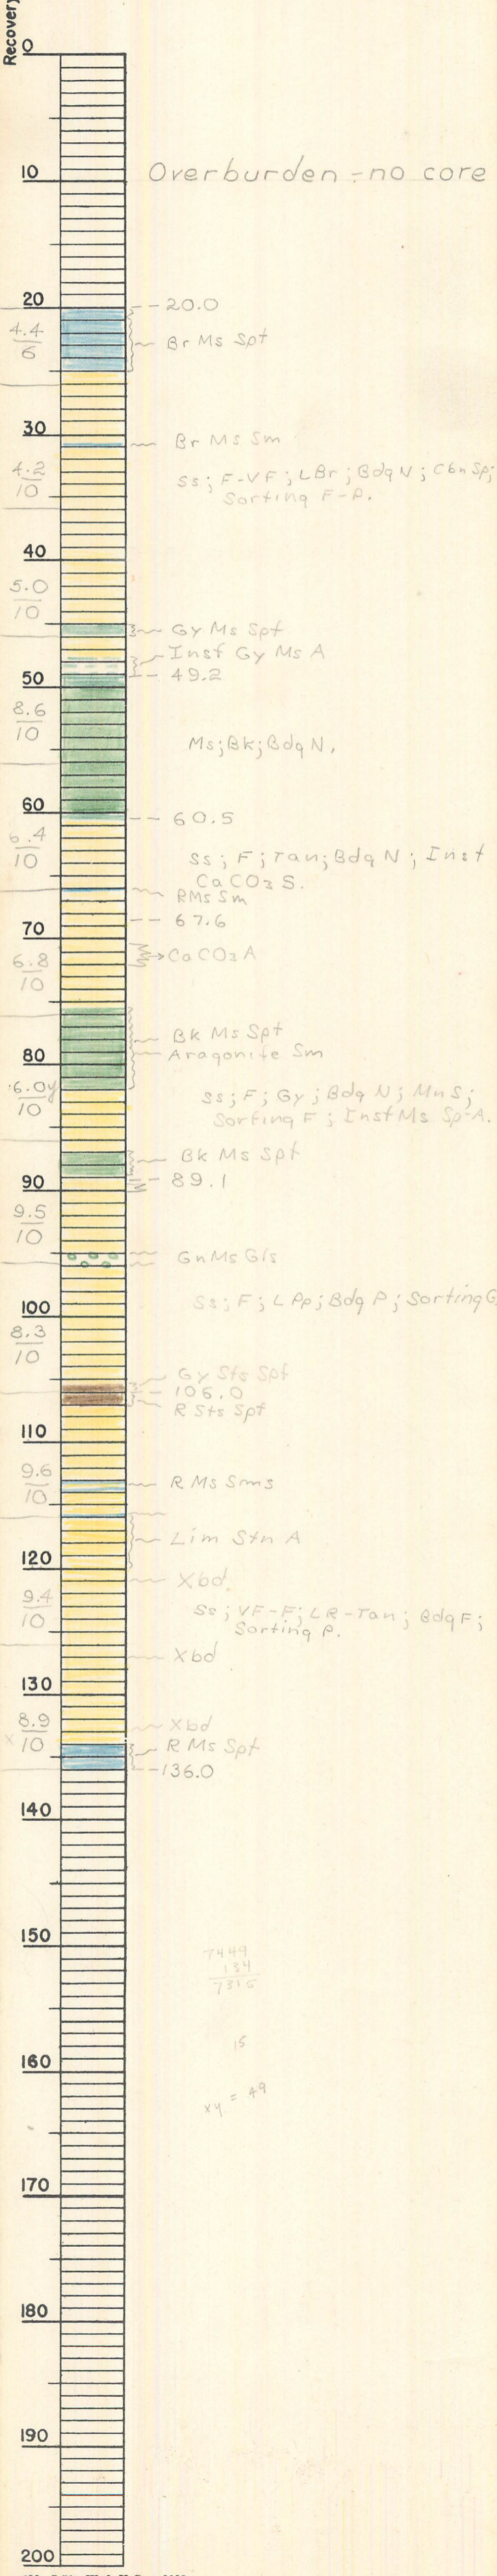 Recovery
0
10
Overburden - no core
20
-- 20.0
4.4
6
Br Ms Spt
30
Br Ms Sm
4.2
10
Ss; F-VF; LBr; Bdg N; Cbn Sp;
Sorting F-P.
40
5.0
10
Gy Ms Spt
Inst Gy Ms A
50
-- 49.2
8.6
10
Ms; Bk; Bdg N.
60
-- 60.5
6.4
10
Ss; F; Tan; Bdg N; Inst
CaCO3 S.
RMs Sm
-- 67.6
70
CaCO3 A
6.8
10
Bk Ms Spt
80
Aragonite Sm
6.0
10
Ss; F; Gy; Bdg N; Mn S;
Sorting F; Inst Ms Sp-A.
Bk Ms Spt
90
-- 89.1
9.5
10
Gn Ms Gls
100
Ss; F; L Pp; Bdg P; Sorting G
8.3
10
Gy Sts Spt
-- 106.0
R Sts Spt
110
9.6
10
R Ms Sms
Lim Stn A
120
Xbd.
9.4
10
Ss; VF-F; LR-Tan; Bdg F;
Sorting P.
Xbd
130
8.9
10
Xbd
R Ms Spt
-136.0
140
150
7449
134
7315
160
15
xy = 49
170
180
190
200